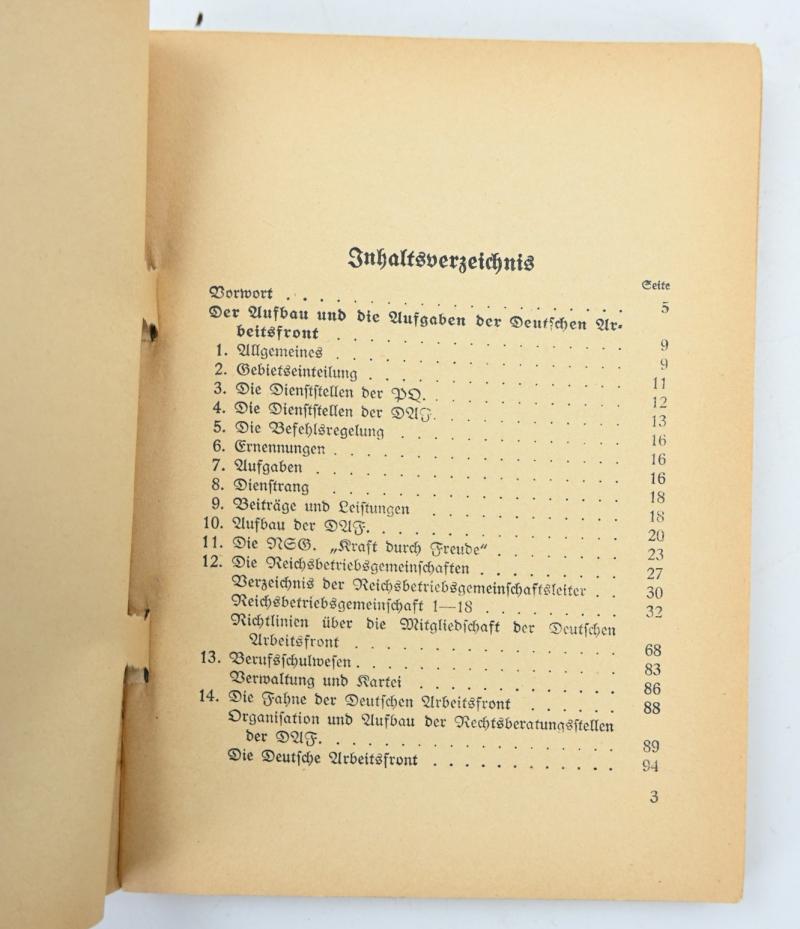 Inhaltsverzeichnis
Seite
Vorwort . . . . . . . . . . . . . . . . . 5
Der Aufbau und die Aufgaben der Deutschen Ar-
beitsfront . . . . . . . . . . . . . . . 9
1. Allgemeines . . . . . . . . . . . . . . . 9
2. Gebietseinteilung . . . . . . . . . . . . . 11
3. Die Dienststellen der PO. . . . . . . . . . . 12
4. Die Dienststellen der DAF. . . . . . . . . . 13
5. Die Befehlsregelung . . . . . . . . . . . . 16
6. Ernennungen . . . . . . . . . . . . . . . 16
7. Aufgaben . . . . . . . . . . . . . . . . 16
8. Dienstrang . . . . . . . . . . . . . . . 18
9. Beiträge und Leistungen . . . . . . . . . . 18
10. Aufbau der DAF. . . . . . . . . . . . . . 20
11. Die NSG. „Kraft durch Freude“ . . . . . . . 23
12. Die Reichsbetriebsgemeinschaften . . . . . . . 27
Verzeichnis der Reichsbetriebsgemeinschaftsleiter . . 30
Reichsbetriebsgemeinschaft 1—18 . . . . . . . 32
Richtlinien über die Mitgliedschaft der Deutschen
Arbeitsfront . . . . . . . . . . . . . . 68
13. Berufsschulwesen . . . . . . . . . . . . . 83
Verwaltung und Kartei . . . . . . . . . . . 86
14. Die Fahne der Deutschen Arbeitsfront . . . . . 88
Organisation und Aufbau der Rechtsberatungsstellen
der DAF. . . . . . . . . . . . . . . . 89
Die Deutsche Arbeitsfront . . . . . . . . . . 94
3